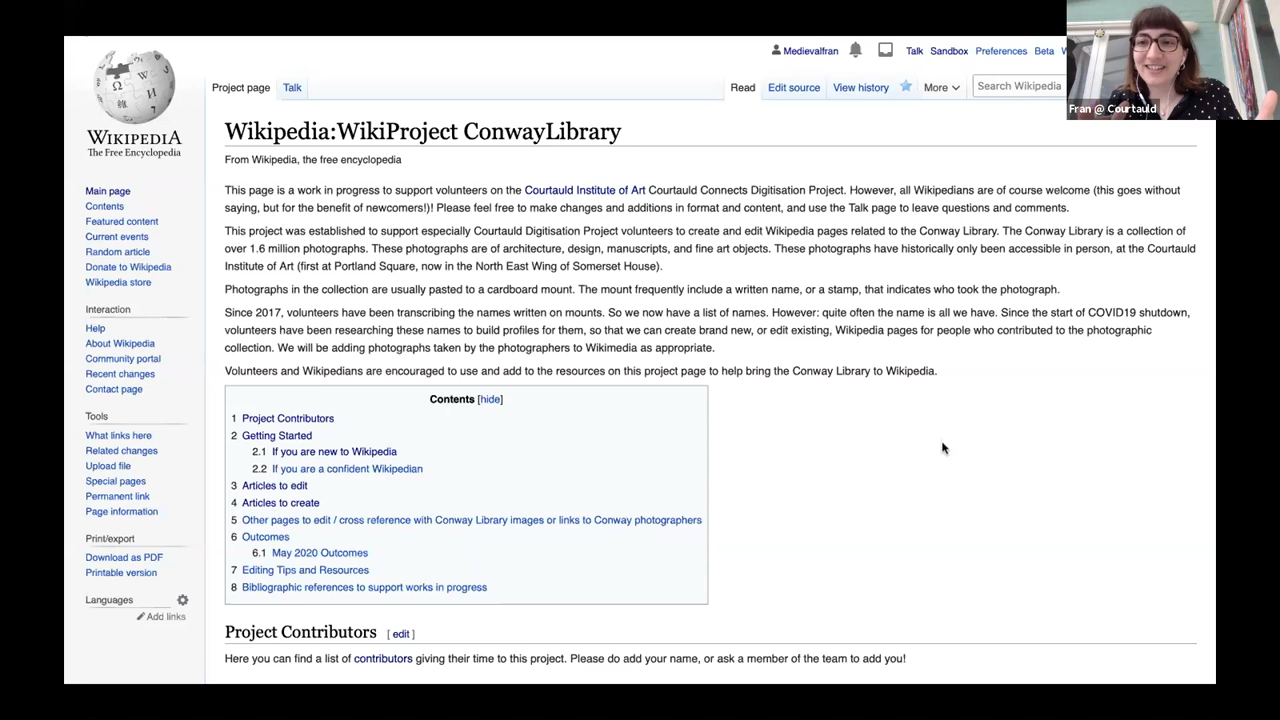 Medievalfran Talk Sandbox Preferences Beta
Fran @ Courtauld
WIKIPEDIA
The Free Encyclopedia
Project page Talk Read Edit source View history More Search Wikipedia
Wikipedia:WikiProject ConwayLibrary
From Wikipedia, the free encyclopedia
Main page
Contents
Featured content
Current events
Random article
Donate to Wikipedia
Wikipedia store
Interaction
Help
About Wikipedia
Community portal
Recent changes
Contact page
Tools
What links here
Related changes
Upload file
Special pages
Permanent link
Page information
Print/export
Download as PDF
Printable version
Languages
Add links
This page is a work in progress to support volunteers on the Courtauld Institute of Art Courtauld Connects Digitisation Project. However, all Wikipedians are of course welcome (this goes without
saying, but for the benefit of newcomers!)! Please feel free to make changes and additions in format and content, and use the Talk page to leave questions and comments.
This project was established to support especially Courtauld Digitisation Project volunteers to create and edit Wikipedia pages related to the Conway Library. The Conway Library is a collection of
over 1.6 million photographs. These photographs are of architecture, design, manuscripts, and fine art objects. These photographs have historically only been accessible in person, at the Courtauld
Institute of Art (first at Portland Square, now in the North East Wing of Somerset House).
Photographs in the collection are usually pasted to a cardboard mount. The mount frequently include a written name, or a stamp, that indicates who took the photograph.
Since 2017, volunteers have been transcribing the names written on mounts. So we now have a list of names. However: quite often the name is all we have. Since the start of COVID19 shutdown,
volunteers have been researching these names to build profiles for them, so that we can create brand new, or edit existing, Wikipedia pages for people who contributed to the photographic
collection. We will be adding photographs taken by the photographers to Wikimedia as appropriate.
Volunteers and Wikipedians are encouraged to use and add to the resources on this project page to help bring the Conway Library to Wikipedia.
Contents [hide]
1 Project Contributors
2 Getting Started
2.1 If you are new to Wikipedia
2.2 If you are a confident Wikipedian
3 Articles to edit
4 Articles to create
5 Other pages to edit / cross reference with Conway Library images or links to Conway photographers
6 Outcomes
6.1 May 2020 Outcomes
7 Editing Tips and Resources
8 Bibliographic references to support works in progress
Project Contributors [ edit ]
Here you can find a list of contributors giving their time to this project. Please do add your name, or ask a member of the team to add you!